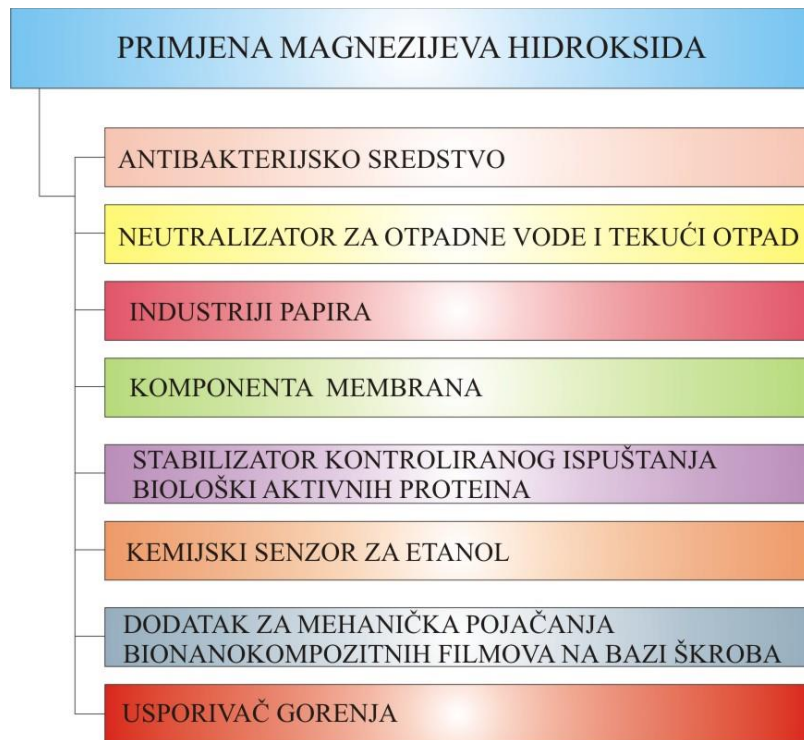 PRIMJENA MAGNEZIJEVA HIDROKSIDA
ANTIBAKTERIJSKO SREDSTVO
NEUTRALIZATOR ZA OTPADNE VODE I TEKUĆI OTPAD
INDUSTRIJI PAPIRA
KOMPONENTA MEMBRANA
STABILIZATOR KONTROLIRANOG ISPUŠTANJA
BIOLOŠKI AKTIVNIH PROTEINA
KEMIJSKI SENZOR ZA ETANOL
DODATAK ZA MEHANIČKA POJAČANJA
BIONANOKOMPOZITNIH FILMOVA NA BAZI ŠKROBA
USPORIVAČ GORENJA